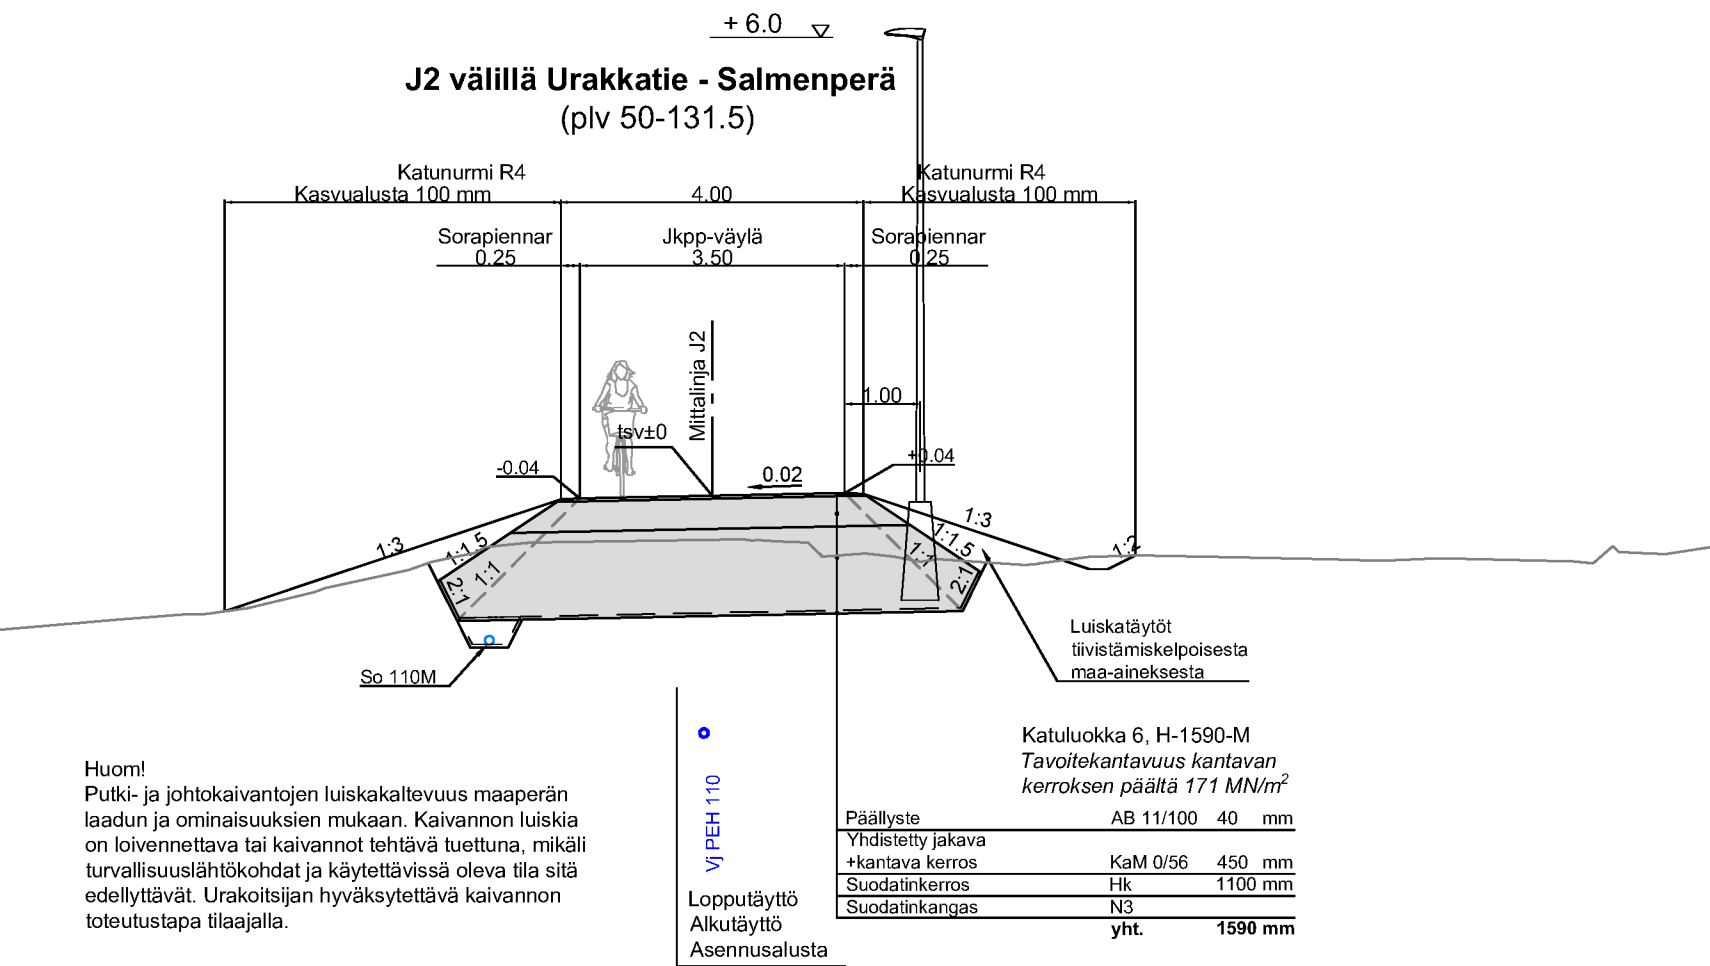 + 6.0
J2 välillä Urakkatie - Salmenperä
(plv 50-131.5)
Katunurmi R4
Kasvualusta 100 mm
4.00
Katunurmi R4
Kasvualusta 100 mm
Sorapiennar
0.25
Jkpp-väylä
3.50
Sorapiennar
0.25
Mittalinja J2
1.00
tsv±0
-0.04
0.02
+0.04
1:3
1:1.5
1:1
2:1
1:3
1:1.5
1:1
2:1
1:2
So 110M
Luiskatäytöt
tiivistämiskelpoisesta
maa-aineksesta
Huom!
Putki- ja johtokaivantojen luiskakaltevuus maaperän
laadun ja ominaisuuksien mukaan. Kaivannon luiskia
on loivennettava tai kaivannot tehtävä tuettuna, mikäli
turvallisuuslähtökohdat ja käytettävissä oleva tila sitä
edellyttävät. Urakoitsijan hyväksytettävä kaivannon
toteutustapa tilaajalla.
Vj PEH 110
Lopputäyttö
Alkutäyttö
Asennusalusta
Katuluokka 6, H-1590-M
Tavoitekantavuus kantavan
kerroksen päältä 171 MN/m²
Päällyste AB 11/100 40 mm
Yhdistetty jakava
+kantava kerros KaM 0/56 450 mm
Suodatinkerros Hk 1100 mm
Suodatinkangas N3
yht. 1590 mm